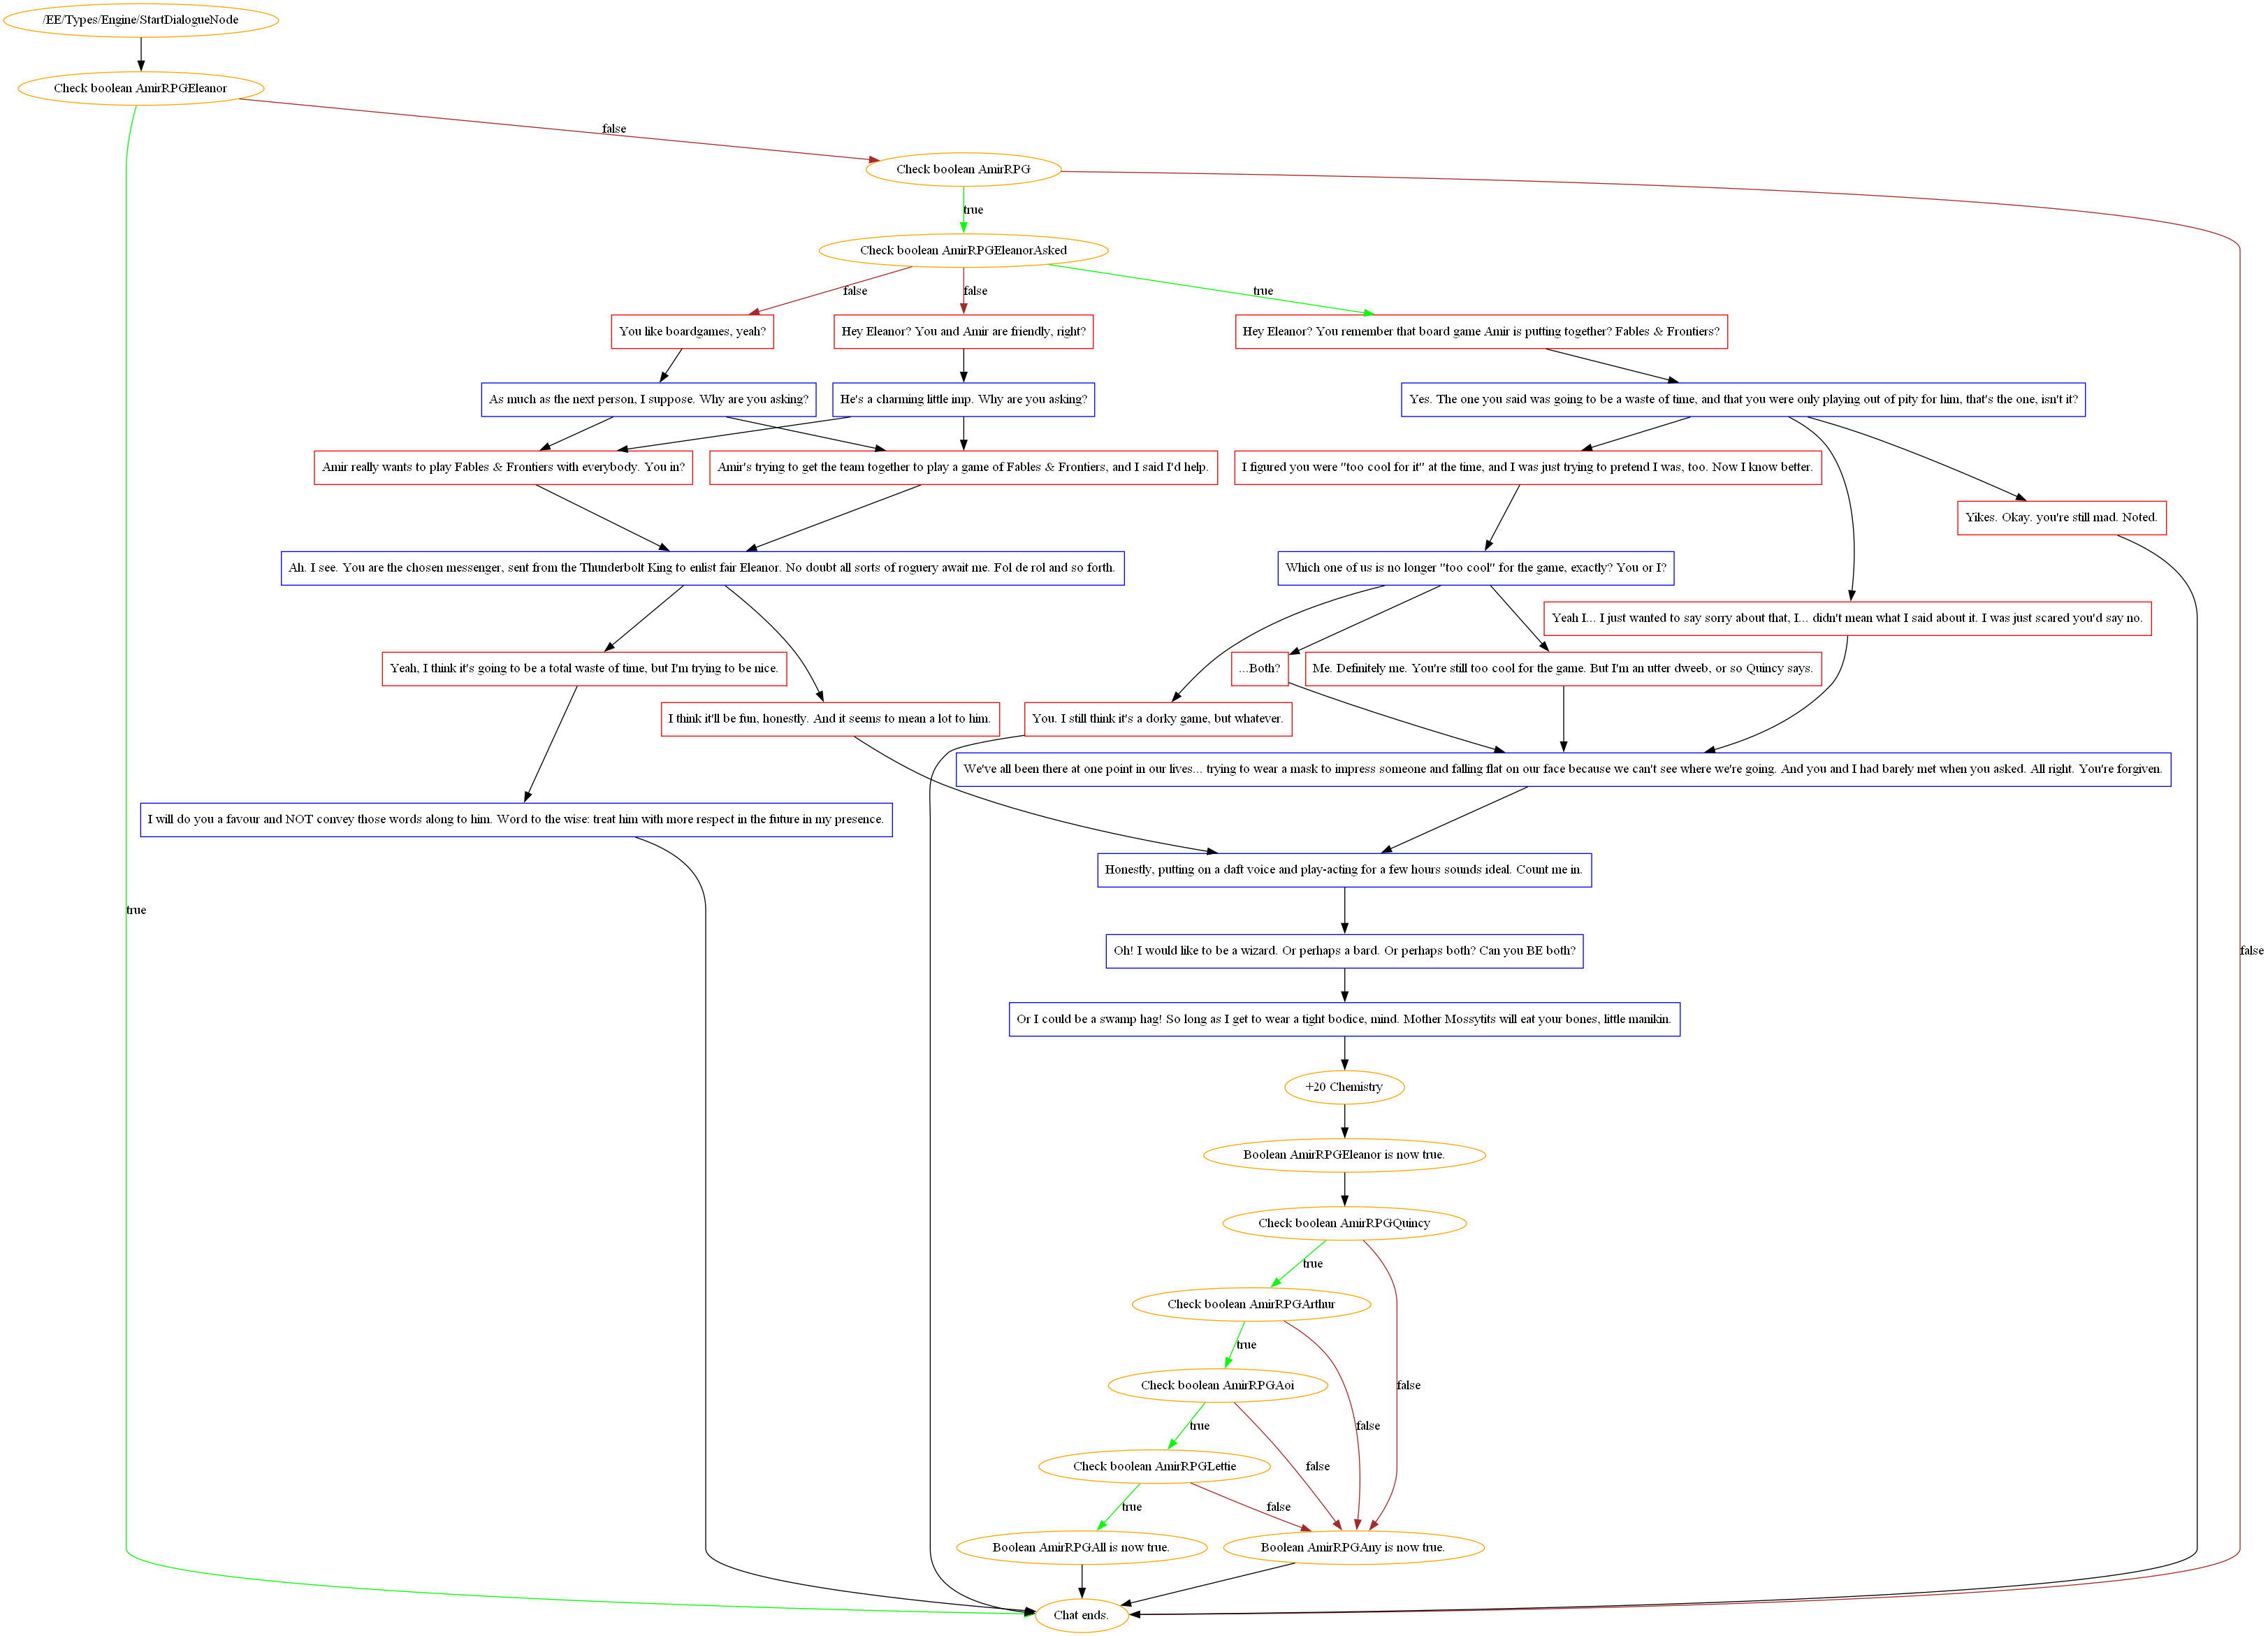 /EE/Types/Engine/StartDialogueNode
Check boolean AmirRPGEleanor
false
Check boolean AmirRPG
true
Check boolean AmirRPGEleanorAsked
false
false
true
You like boardgames, yeah?
Hey Eleanor? You and Amir are friendly, right?
Hey Eleanor? You remember that board game Amir is putting together? Fables & Frontiers?
As much as the next person, I suppose. Why are you asking?
He's a charming little imp. Why are you asking?
Yes. The one you said was going to be a waste of time, and that you were only playing out of pity for him, that's the one, isn't it?
Amir really wants to play Fables & Frontiers with everybody. You in?
Amir's trying to get the team together to play a game of Fables & Frontiers, and I said I'd help.
I figured you were "too cool for it" at the time, and I was just trying to pretend I was, too. Now I know better.
Yikes. Okay. you're still mad. Noted.
Ah. I see. You are the chosen messenger, sent from the Thunderbolt King to enlist fair Eleanor. No doubt all sorts of roguery await me. Fol de rol and so forth.
Which one of us is no longer "too cool" for the game, exactly? You or I?
Yeah I... I just wanted to say sorry about that, I... didn't mean what I said about it. I was just scared you'd say no.
Yeah, I think it's going to be a total waste of time, but I'm trying to be nice.
...Both?
Me. Definitely me. You're still too cool for the game. But I'm an utter dweeb, or so Quincy says.
I think it'll be fun, honestly. And it seems to mean a lot to him.
You. I still think it's a dorky game, but whatever.
We've all been there at one point in our lives... trying to wear a mask to impress someone and falling flat on our face because we can't see where we're going. And you and I had barely met when you asked. All right. You're forgiven.
I will do you a favour and NOT convey those words along to him. Word to the wise: treat him with more respect in the future in my presence.
Honestly, putting on a daft voice and play-acting for a few hours sounds ideal. Count me in.
true
Oh! I would like to be a wizard. Or perhaps a bard. Or perhaps both? Can you BE both?
false
Or I could be a swamp hag! So long as I get to wear a tight bodice, mind. Mother Mossytits will eat your bones, little manikin.
+20 Chemistry
Boolean AmirRPGEleanor is now true.
Check boolean AmirRPGQuincy
true
Check boolean AmirRPGArthur
true
Check boolean AmirRPGAoi
false
true
false
Check boolean AmirRPGLettie
false
true
false
Boolean AmirRPGAll is now true.
Boolean AmirRPGAny is now true.
Chat ends.